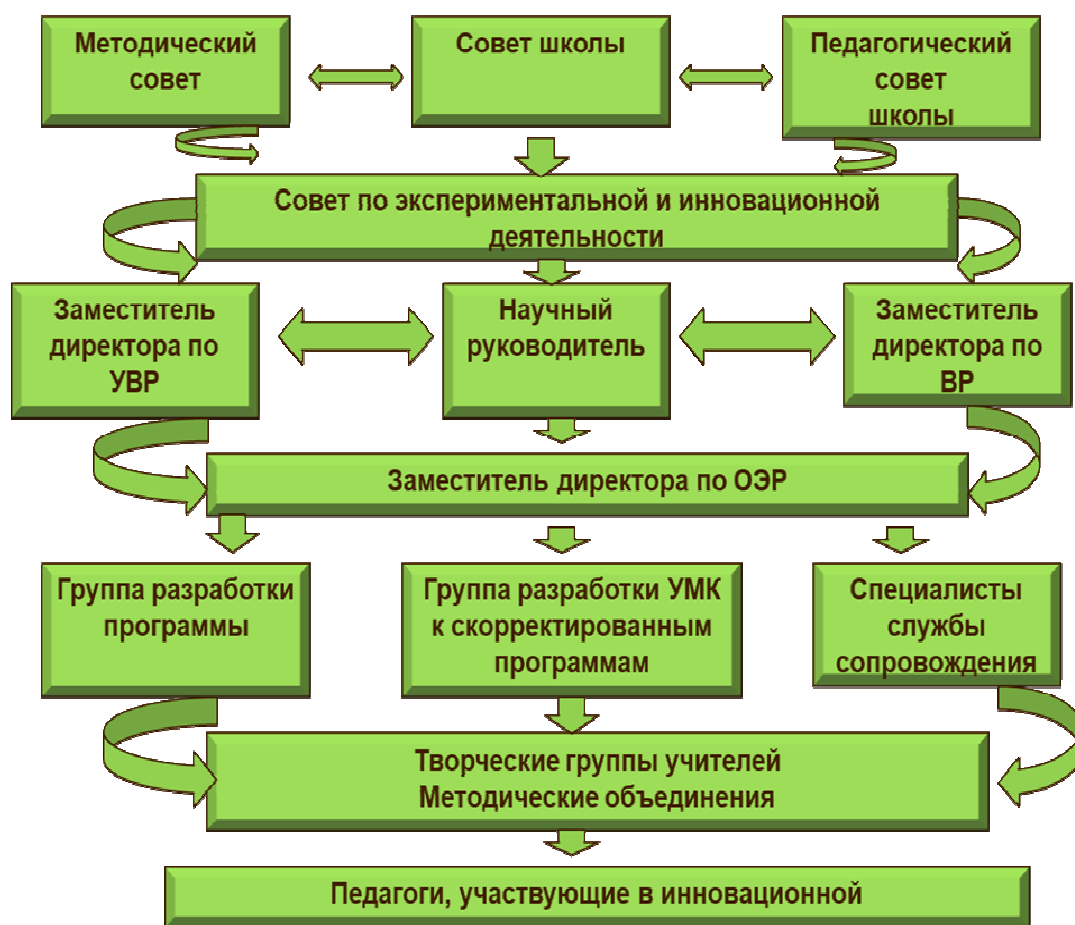 Методический
совет
Совет школы
Педагогический
совет
школы
Совет по экспериментальной и инновационной
деятельности
Заместитель
директора по
УВР
Научный
руководитель
Заместитель
директора по
ВР
Заместитель директора по ОЭР
Группа разработки
программы
Группа разработки УМК
к скорректированным
программам
Специалисты
службы
сопровождения
Творческие группы учителей
Методические объединения
Педагоги, участвующие в инновационной